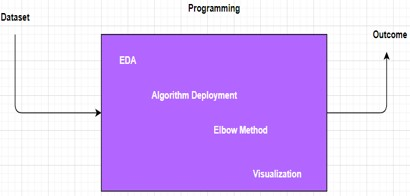 Programming
Dataset
Outcome
EDA
Algorithm Deployment
Elbow Method
Visualization